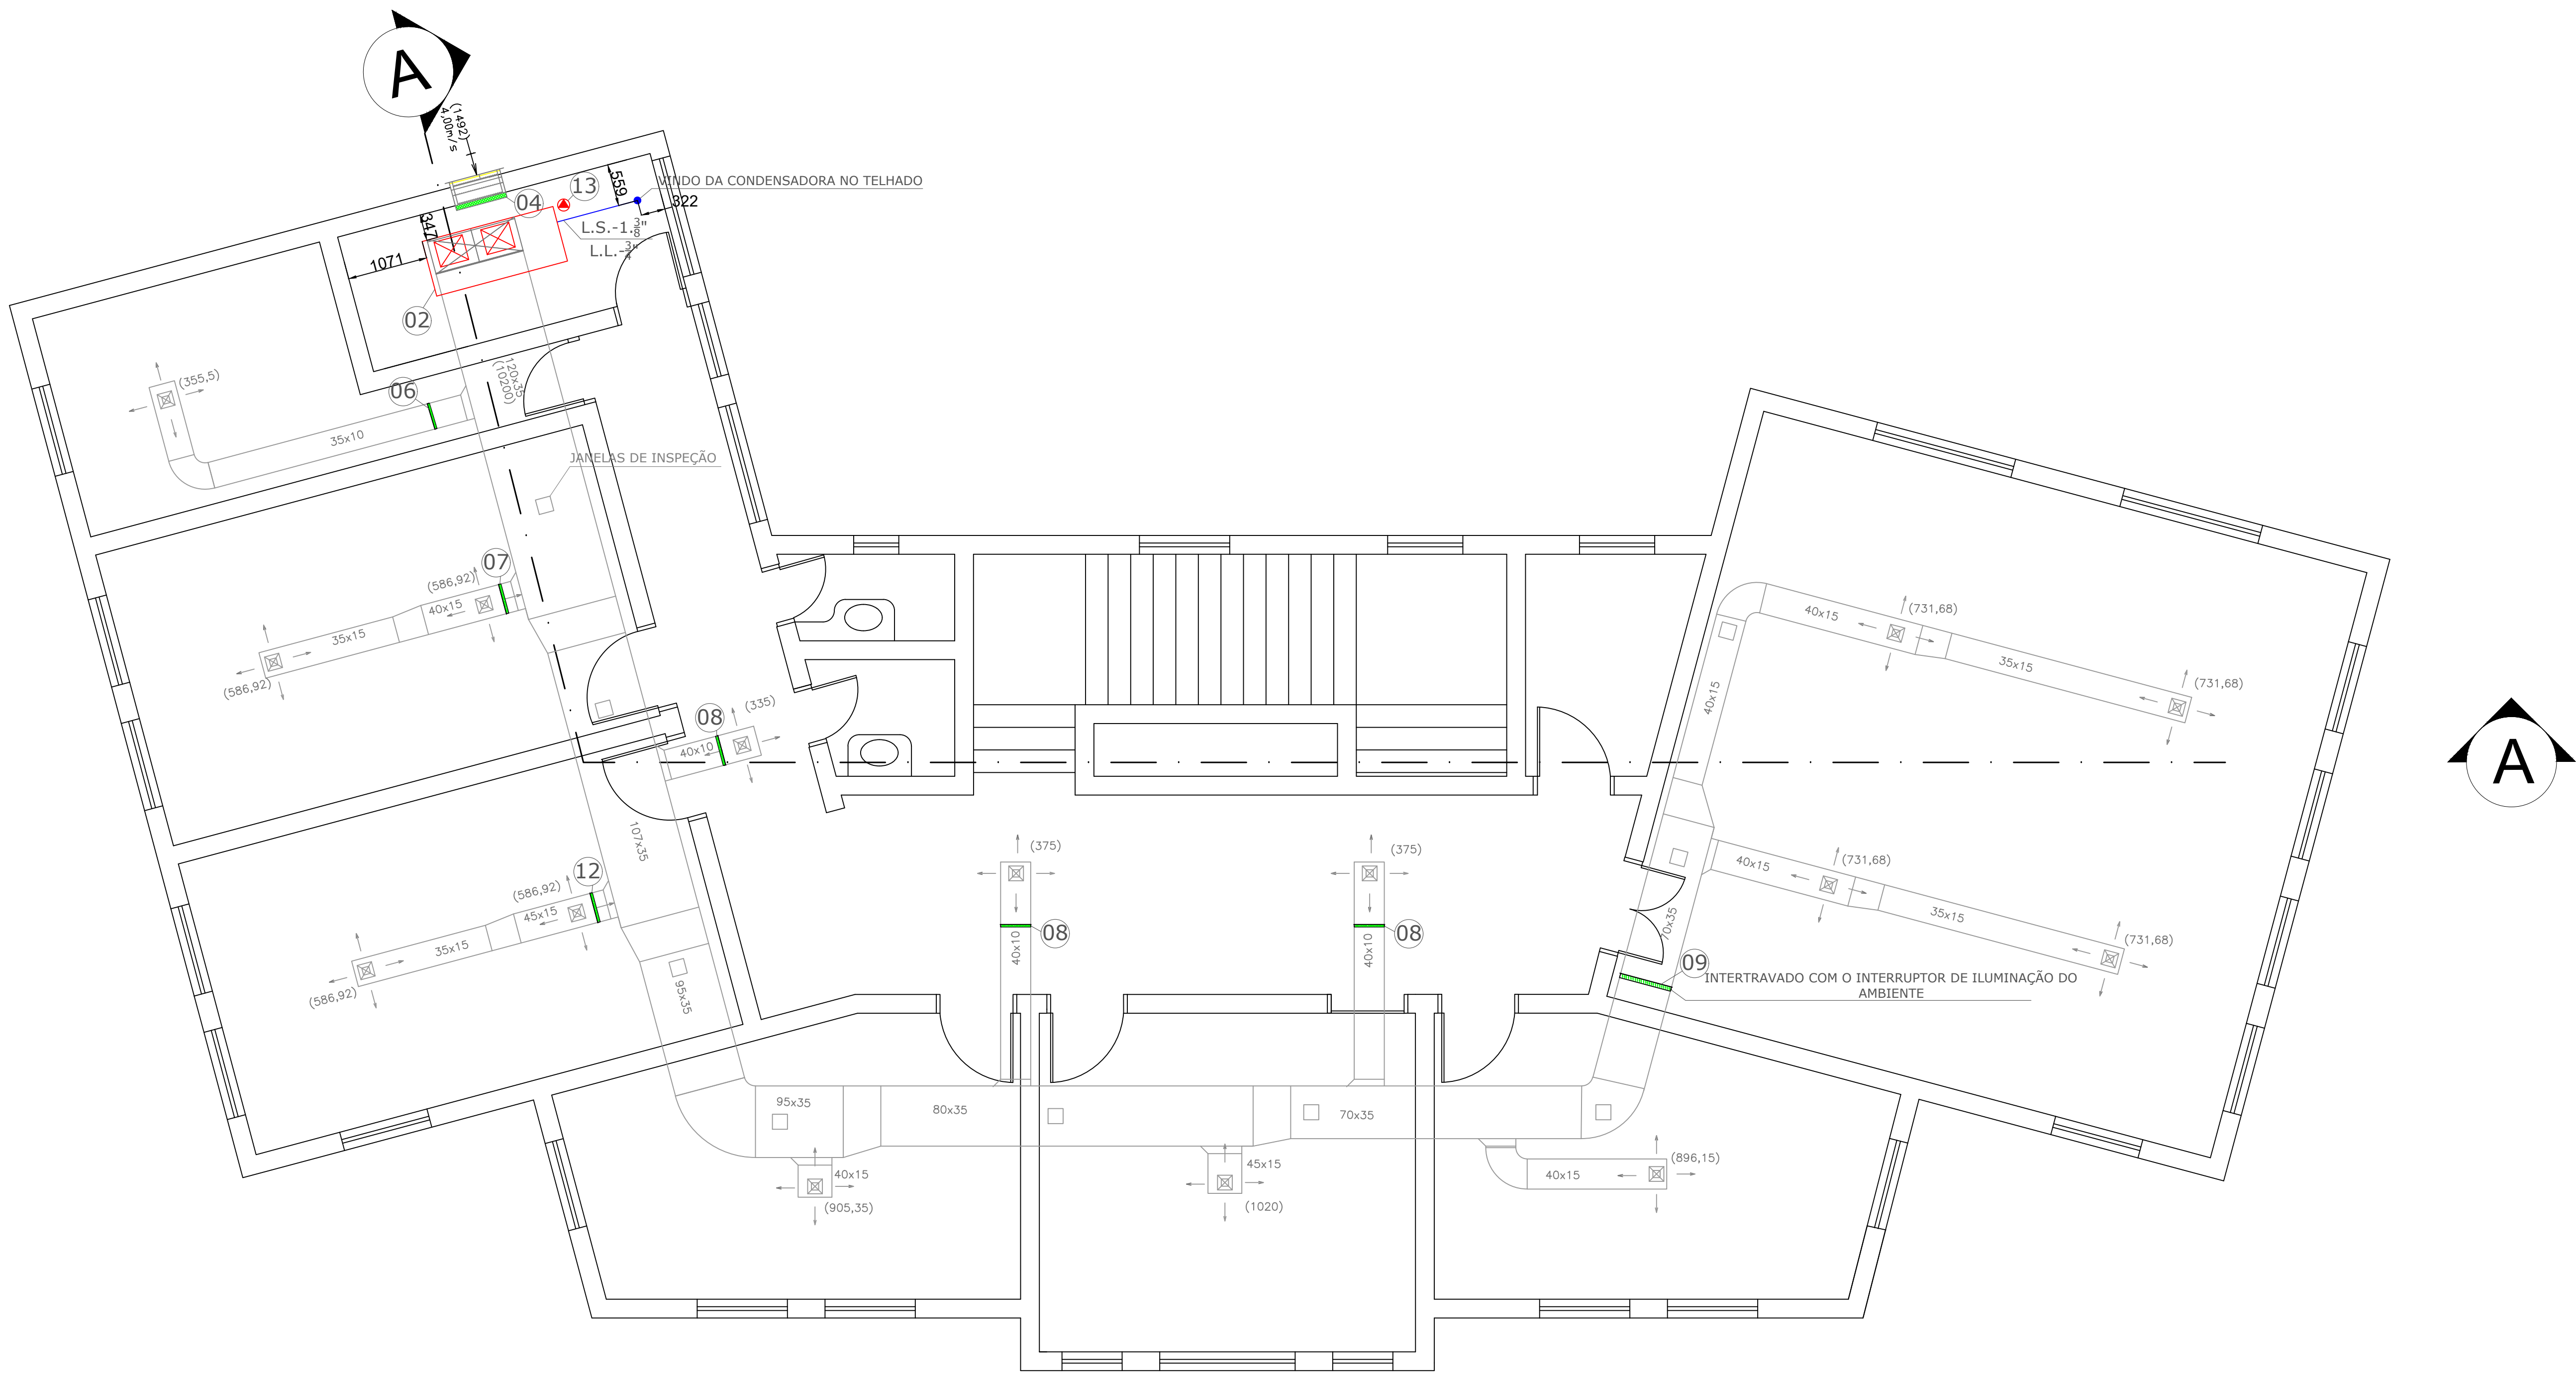 A
(1492)
4,00m/s
04
13
559
VINDO DA CONDENSADORA NO TELHADO
322
347
L.S.-1.3/8"
L.L.-3/4"
1071
02
120x35
(10200)
(355,5)
06
35x10
JANELAS DE INSPEÇÃO
07
(586,92)
40x15
35x15
(586,92)
08
(335)
40x10
40x15
(731,68)
35x15
(731,68)
40x15
A
107x35
12
(586,92)
45x15
35x15
(586,92)
95x35
(375)
08
40x10
(375)
08
40x10
40x15
(731,68)
35x15
(731,68)
70x35
09
INTERTRAVADO COM O INTERRUPTOR DE ILUMINAÇÃO DO
AMBIENTE
95x35
80x35
70x35
40x15
(905,35)
45x15
(1020)
40x15
(896,15)